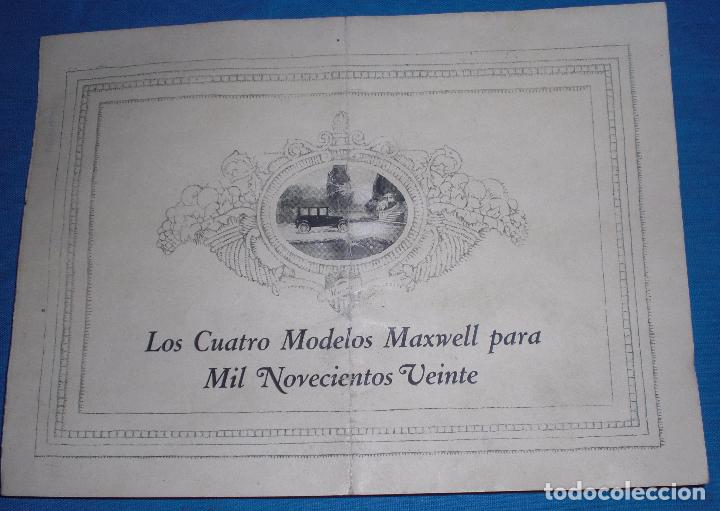 Los Cuatro Modelos Maxwell para
Mil Novecientos Veinte
todocoleccion